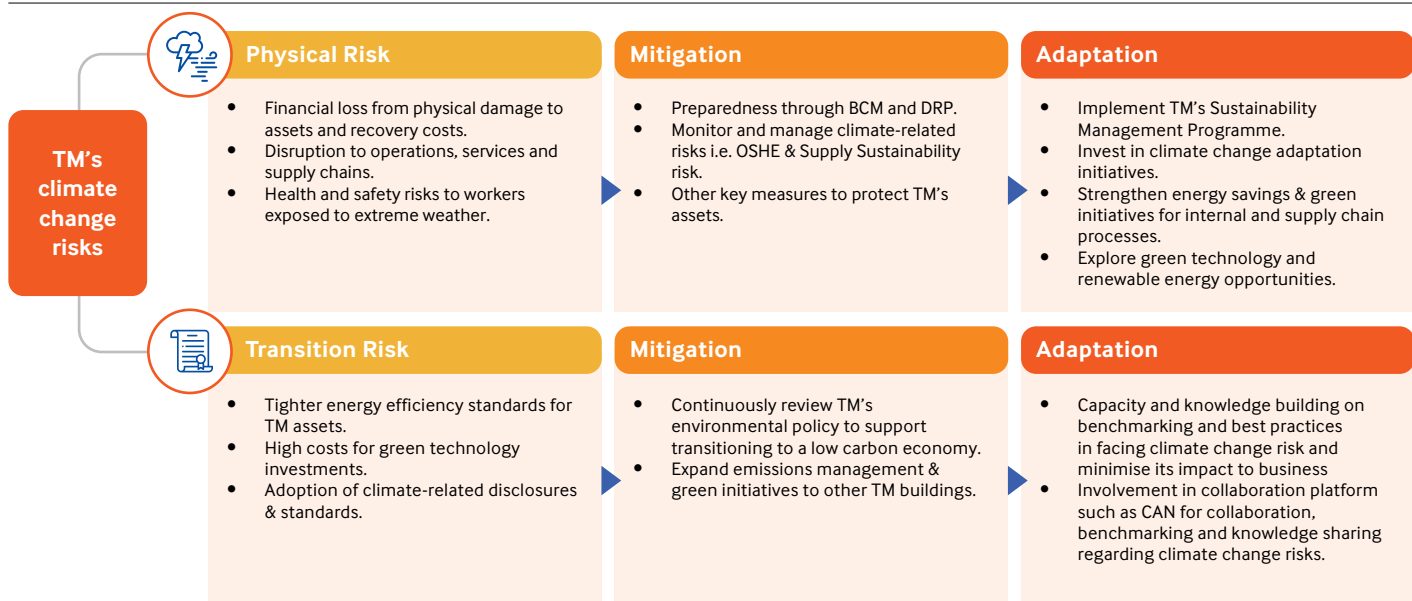 TM's
climate
change
risks
Physical Risk
• Financial loss from physical damage to
assets and recovery costs.
• Disruption to operations, services and
supply chains.
• Health and safety risks to workers
exposed to extreme weather.
Mitigation
• Preparedness through BCM and DRP.
• Monitor and manage climate-related
risks i.e. OSHE & Supply Sustainability
risk.
• Other key measures to protect TM's
assets.
Adaptation
• Implement TM's Sustainability
Management Programme.
• Invest in climate change adaptation
initiatives.
• Strengthen energy savings & green
initiatives for internal and supply chain
processes.
• Explore green technology and
renewable energy opportunities.
Transition Risk
• Tighter energy efficiency standards for
TM assets.
• High costs for green technology
investments.
• Adoption of climate-related disclosures
& standards.
Mitigation
• Continuously review TM's
environmental policy to support
transitioning to a low carbon economy.
• Expand emissions management &
green initiatives to other TM buildings.
Adaptation
• Capacity and knowledge building on
benchmarking and best practices
in facing climate change risk and
minimise its impact to business
• Involvement in collaboration platform
such as CAN for collaboration,
benchmarking and knowledge sharing
regarding climate change risks.